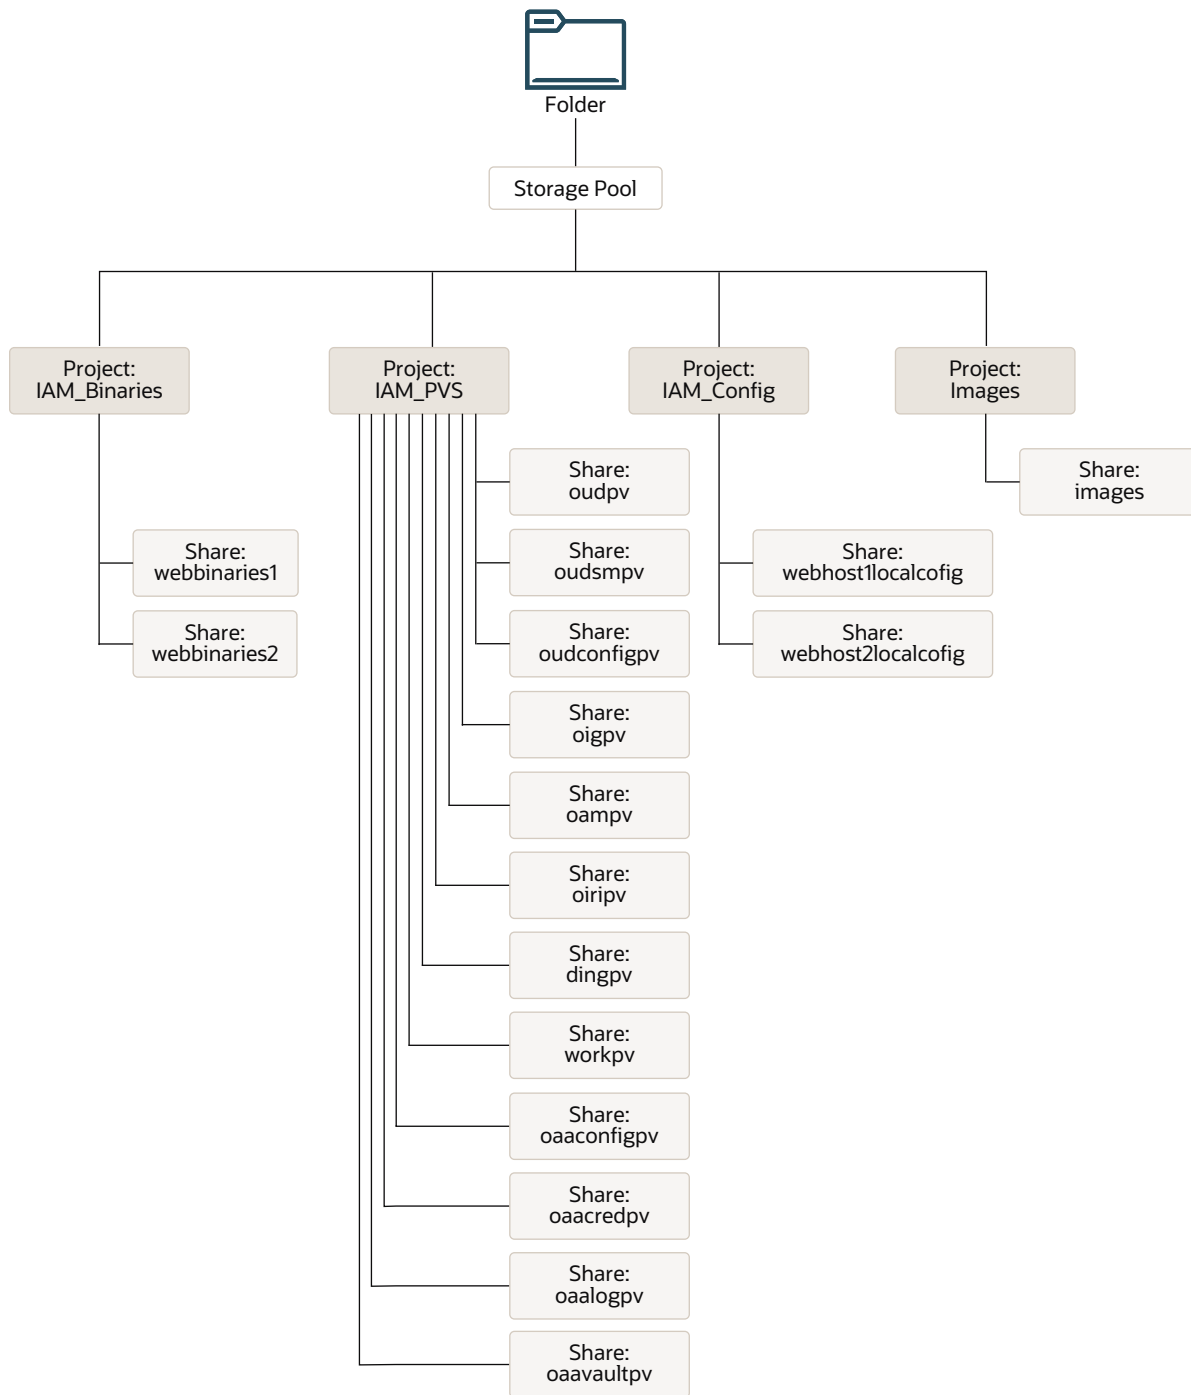 Folder
Storage Pool
Project:
IAM_Binaries
Project:
IAM_PVS
Project:
IAM_Config
Project:
Images
Share:
oudpv
Share:
images
Share:
webbinaries1
Share:
oudsmpv
Share:
webhost1localcofig
Share:
webbinaries2
Share:
oudconfigpv
Share:
webhost2localcofig
Share:
oigpv
Share:
oampv
Share:
oiripv
Share:
dingpv
Share:
workpv
Share:
oaaconfigpv
Share:
oaacredpv
Share:
oaalogpv
Share:
oaavaultpv